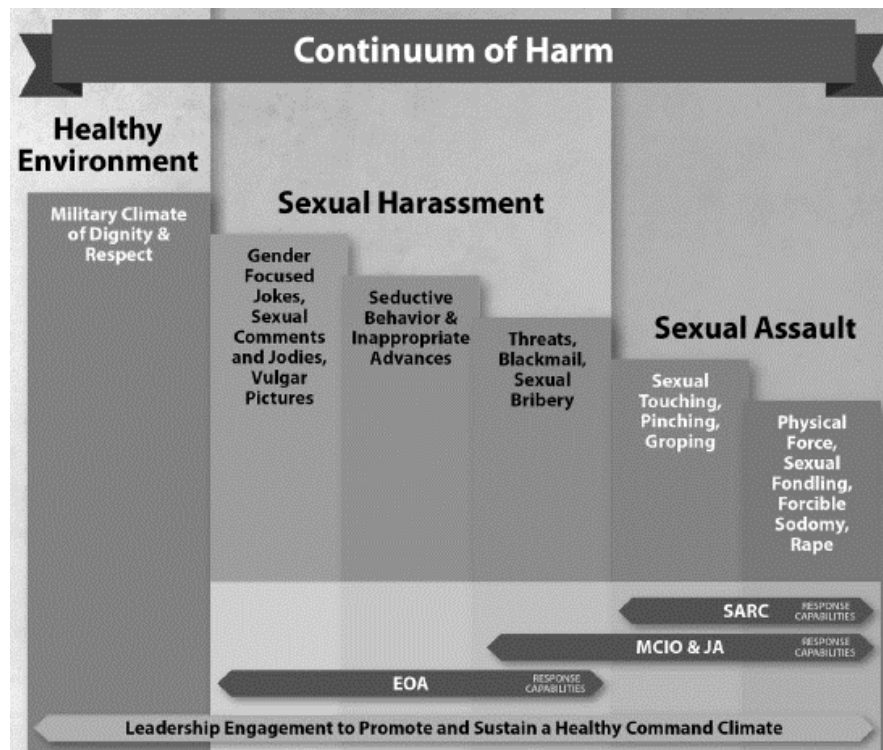 Continuum of Harm
Healthy
Environment
Military Climate
of Dignity &
Respect
Sexual Harassment
Gender
Focused
Jokes,
Sexual
Comments
and Jodies,
Vulgar
Pictures
Seductive
Behavior &
Inappropriate
Advances
Threats,
Blackmail,
Sexual
Bribery
Sexual Assault
Sexual
Touching,
Pinching,
Groping
Physical
Force,
Sexual
Fondling,
Forcible
Sodomy,
Rape
SARC
RESPONSE
CAPABILITIES
MCIO & JA
RESPONSE
CAPABILITIES
EOA
RESPONSE
CAPABILITIES
Leadership Engagement to Promote and Sustain a Healthy Command Climate